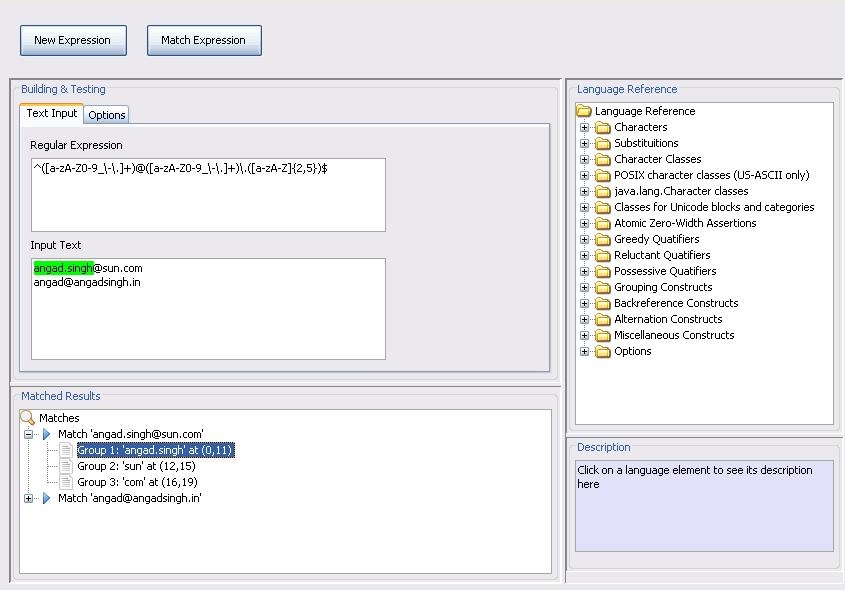 New Expression
Match Expression
Building & Testing
Text Input
Options
Regular Expression
^([a-zA-Z0-9_\-\.]+)@([a-zA-Z0-9_\-\.]+)\.([a-zA-Z]{2,5})$
Input Text
angad.singh@sun.com
angad@angadsingh.in
Matched Results
Matches
Match 'angad.singh@sun.com'
Group 1: 'angad.singh' at (0,11)
Group 2: 'sun' at (12,15)
Group 3: 'com' at (16,19)
Match 'angad@angadsingh.in'
Language Reference
Language Reference
Characters
Substituitions
Character Classes
POSIX character classes (US-ASCII only)
java.lang.Character classes
Classes for Unicode blocks and categories
Atomic Zero-Width Assertions
Greedy Quatifiers
Reluctant Quatifiers
Possessive Quatifiers
Grouping Constructs
Backreference Constructs
Alternation Constructs
Miscellaneous Constructs
Options
Description
Click on a language element to see its description
here